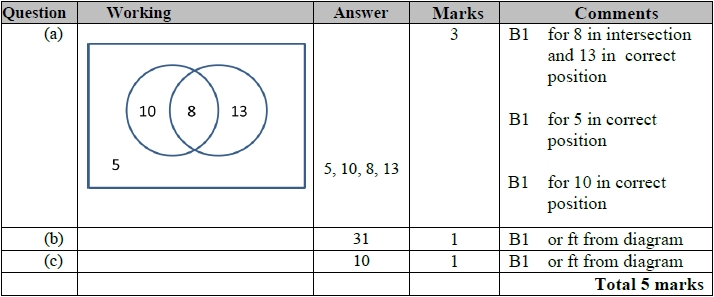 Question Working Answer Marks Comments
(a) 3 B1 for 8 in intersection
and 13 in correct
position
10 8 13
B1 for 5 in correct
position
5
5, 10, 8, 13
B1 for 10 in correct
position
(b) 31 1 B1 or ft from diagram
(c) 10 1 B1 or ft from diagram
Total 5 marks